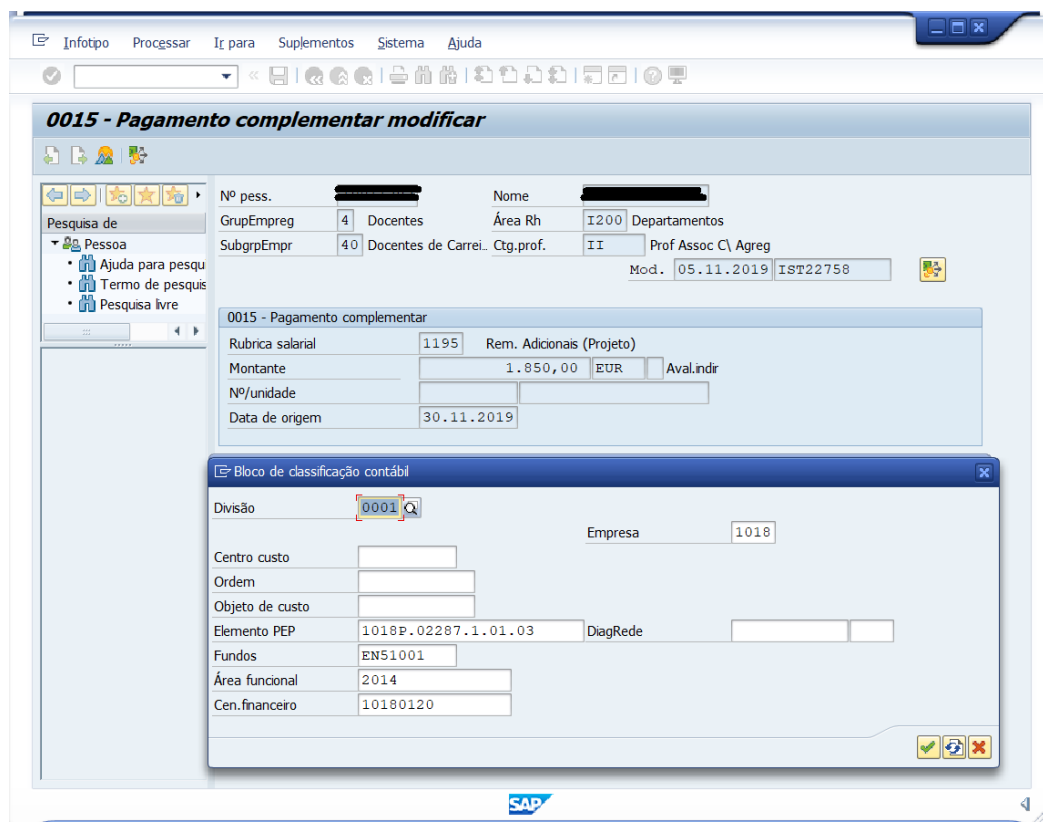 Infotipo Processar Ir para Suplementos Sistema Ajuda
0015 - Pagamento complementar modificar
Nº pess. Nome
Pesquisa de
GrupEmpreg 4 Docentes Área Rh I200 Departamentos
Pessoa
SubgrpEmpr 40 Docentes de Carrei.. Ctg.prof. II Prof Assoc C\ Agreg
Ajuda para pesqu
Mod. 05.11.2019 IST22758
Termo de pesquis
Pesquisa livre
0015 - Pagamento complementar
Rubrica salarial 1195 Rem. Adicionais (Projeto)
Montante 1.850,00 EUR Aval.indir
Nº/unidade
Data de origem 30.11.2019
Bloco de classificação contábil
Divisão 0001
Empresa 1018
Centro custo
Ordem
Objeto de custo
Elemento PEP 1018P.02287.1.01.03 DiagRede
Fundos EN51001
Área funcional 2014
Cen.financeiro 10180120
SAP